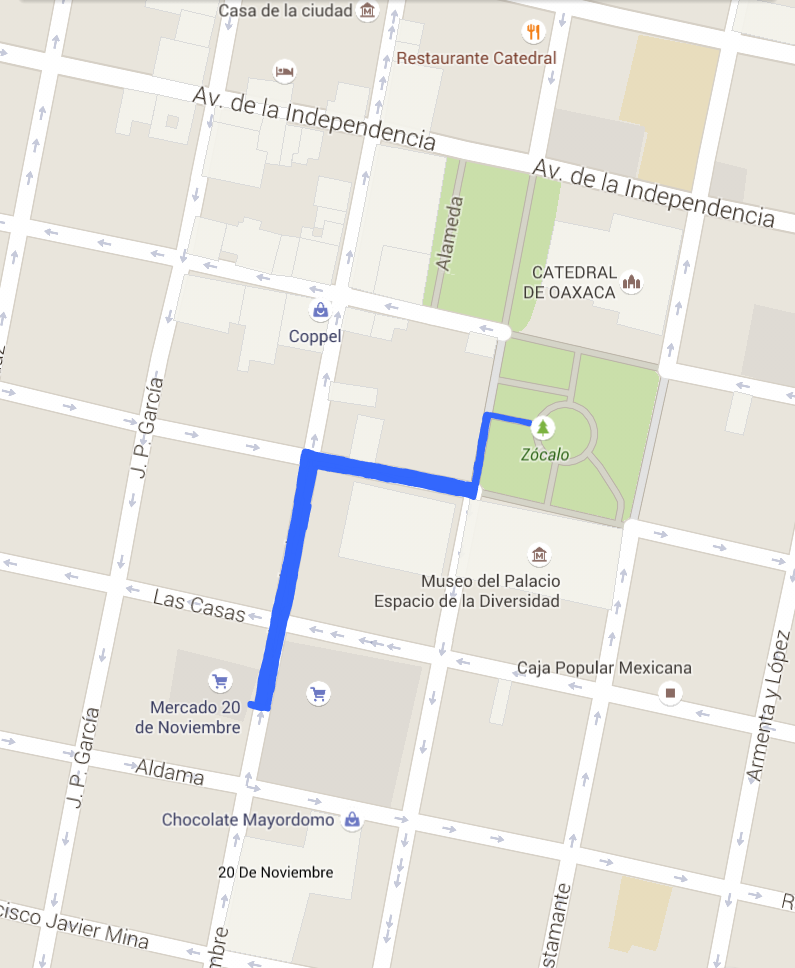 Casa de la ciudad
Restaurante Catedral
Av. de la Independencia
Av. de la Independencia
Alameda
CATEDRAL
DE OAXACA
Coppel
J. P. García
Zócalo
Museo del Palacio
Espacio de la Diversidad
Las Casas
Caja Popular Mexicana
Mercado 20
de Noviembre
Armenta y López
J. P. García
Aldama
Chocolate Mayordomo
20 De Noviembre
cisco Javier Mina
mbre
stamante
R